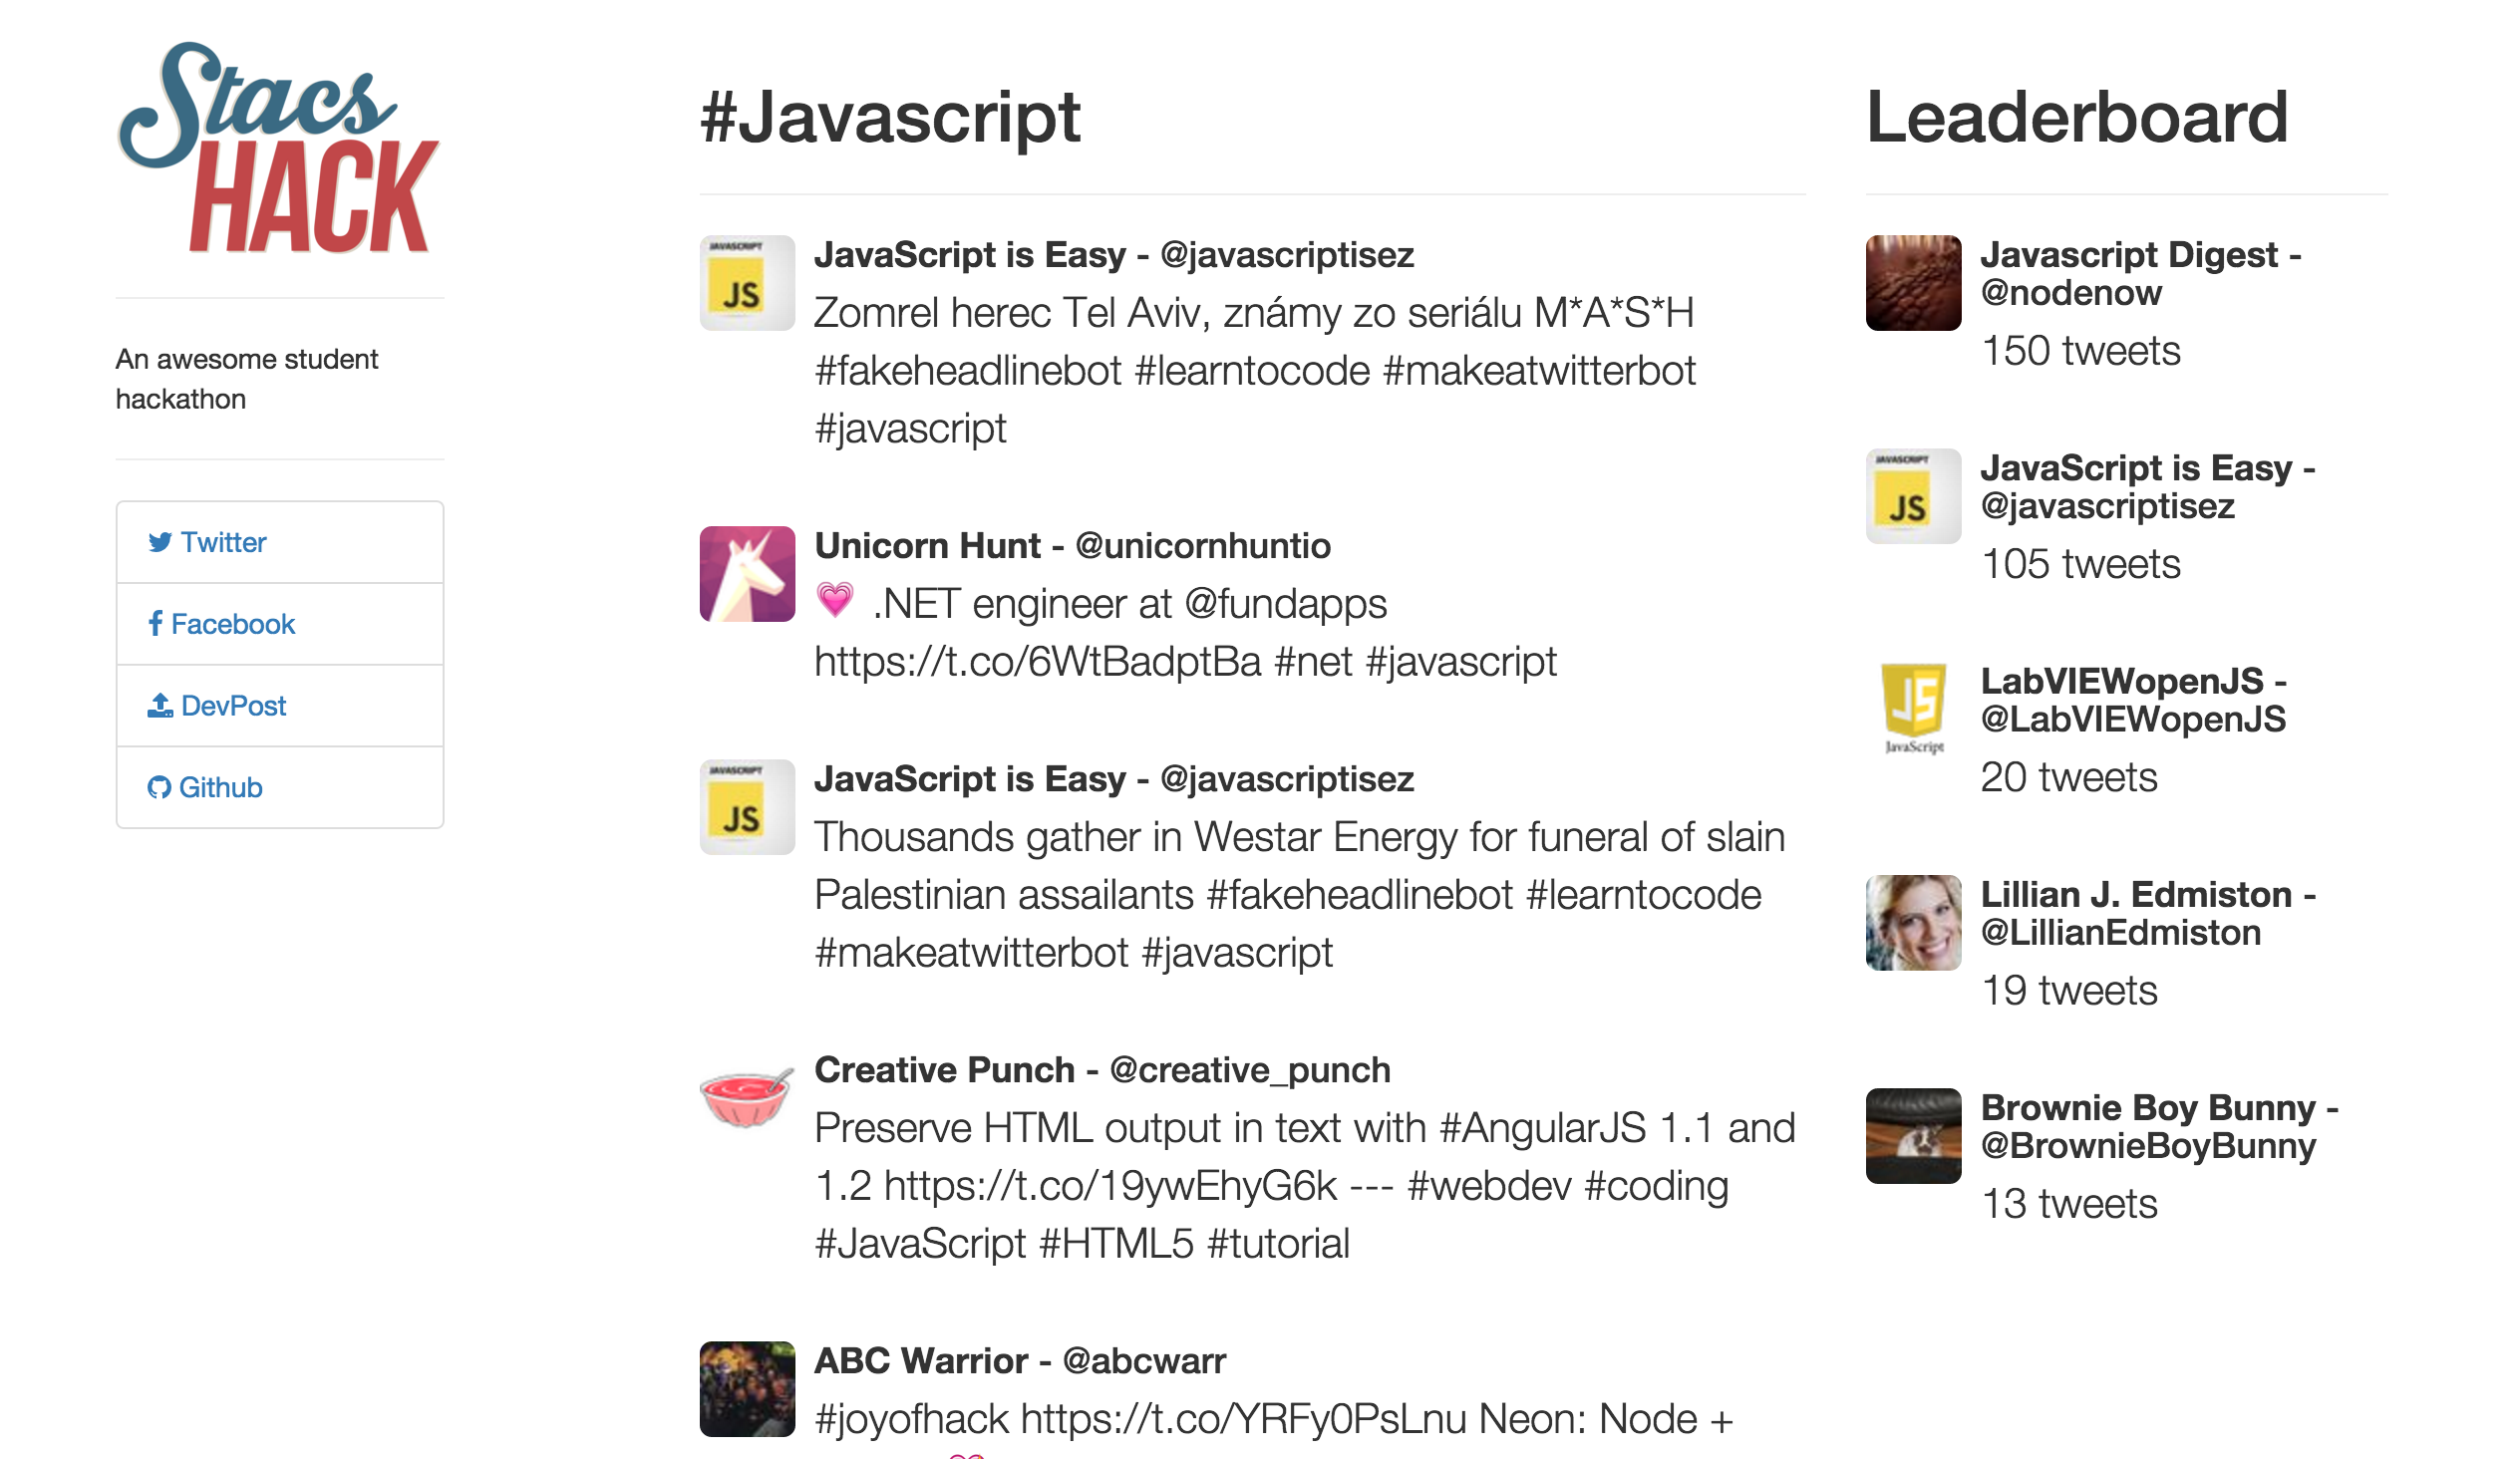 Stacs
HACK
An awesome student
hackathon
Twitter
Facebook
DevPost
Github
#Javascript
JAVASCRIPT
JS
JavaScript is Easy - @javascriptisez
Zomrel herec Tel Aviv, známy zo seriálu M*A*S*H
#fakeheadlinebot #learntocode #makeatwitterbot
#javascript
Unicorn Hunt - @unicornhuntio
💗 .NET engineer at @fundapps
https://t.co/6WtBadptBa #net #javascript
JAVASCRIPT
JS
JavaScript is Easy - @javascriptisez
Thousands gather in Westar Energy for funeral of slain
Palestinian assailants #fakeheadlinebot #learntocode
#makeatwitterbot #javascript
Creative Punch - @creative_punch
Preserve HTML output in text with #AngularJS 1.1 and
1.2 https://t.co/19ywEhyG6k --- #webdev #coding
#JavaScript #HTML5 #tutorial
ABC Warrior - @abcwarr
#joyofhack https://t.co/YRFy0PsLnu Neon: Node +
Leaderboard
Javascript Digest -
@nodenow
150 tweets
JAVASCRIPT
JS
JavaScript is Easy -
@javascriptisez
105 tweets
JS
JavaScript
LabVIEWopenJS -
@LabVIEWopenJS
20 tweets
Lillian J. Edmiston -
@LillianEdmiston
19 tweets
Brownie Boy Bunny -
@BrownieBoyBunny
13 tweets